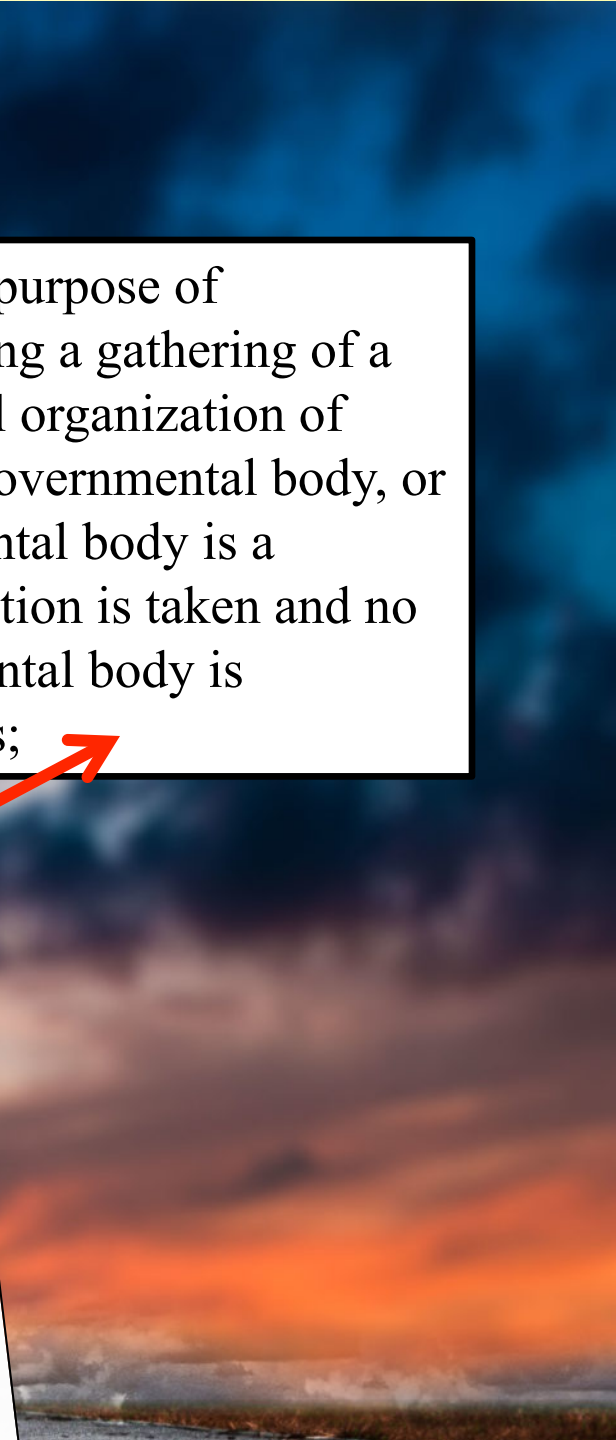 purpose of
ng a gathering of a
l organization of
overnmental body, or
ntal body is a
tion is taken and no
ntal body is
s;